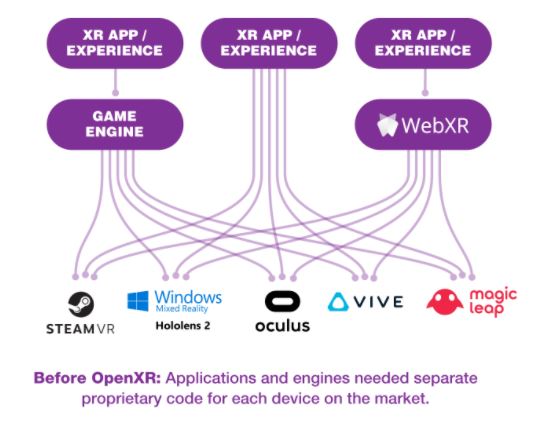 XR APP /
EXPERIENCE
XR APP /
EXPERIENCE
XR APP /
EXPERIENCE
GAME
ENGINE
WebXR
STEAMVR
Windows
Mixed Reality
Hololens 2
oculus
VIVE
magic
leap
Before OpenXR: Applications and engines needed separate
proprietary code for each device on the market.